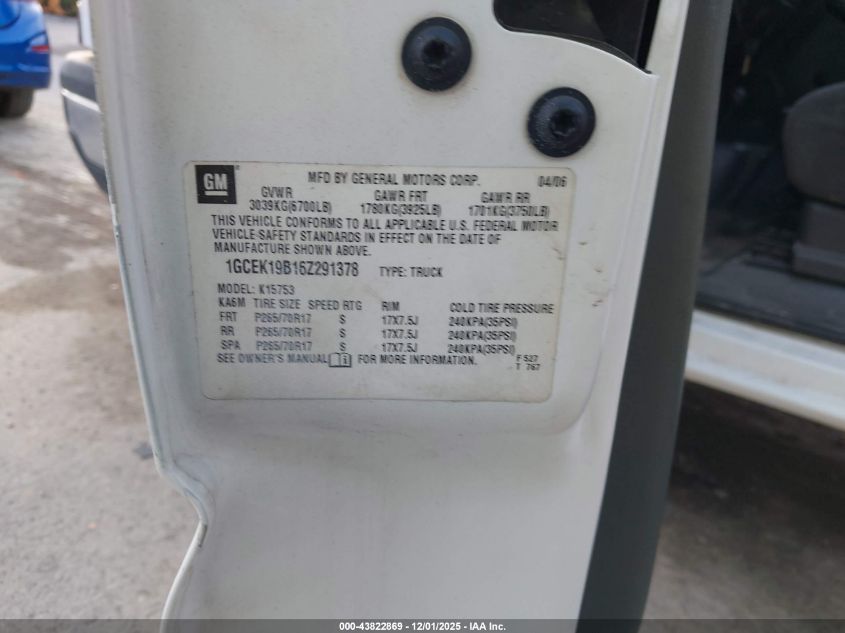 GM
MFD BY GENERAL MOTORS CORP. 04/06
GVWR GAWR FRT GAWR RR
3039KG(6700LB) 1780KG(3925LB) 1701KG(3750LB)
THIS VEHICLE CONFORMS TO ALL APPLICABLE U.S. FEDERAL MOTOR
VEHICLE SAFETY STANDARDS IN EFFECT ON THE DATE OF
MANUFACTURE SHOWN ABOVE.
1GCEK19B16Z291378 TYPE: TRUCK
MODEL: K15753
KA6M TIRE SIZE SPEED RTG RIM COLD TIRE PRESSURE
FRT P265/70R17 S 17X7.5J 240KPA(35PSI)
RR P265/70R17 S 17X7.5J 240KPA(35PSI)
SPA P265/70R17 S 17X7.5J 240KPA(35PSI)
SEE OWNER'S MANUAL FOR MORE INFORMATION.
F 527
T 767
000-43822869 • 12/01/2025 - IAA Inc.